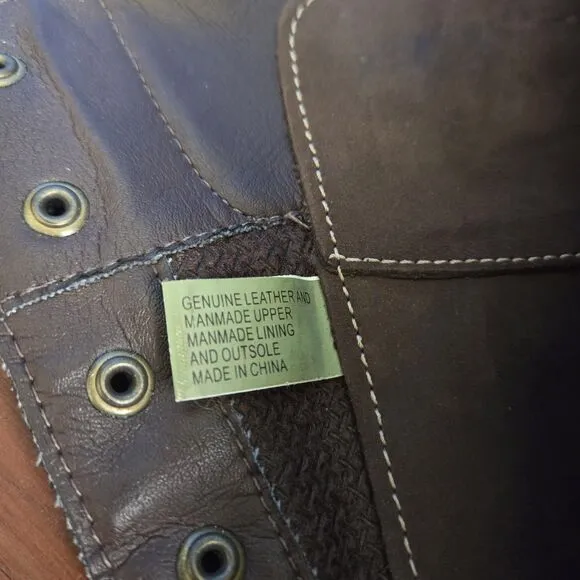 GENUINE LEATHER AND
MANMADE UPPER
MANMADE LINING
AND OUTSOLE
MADE IN CHINA